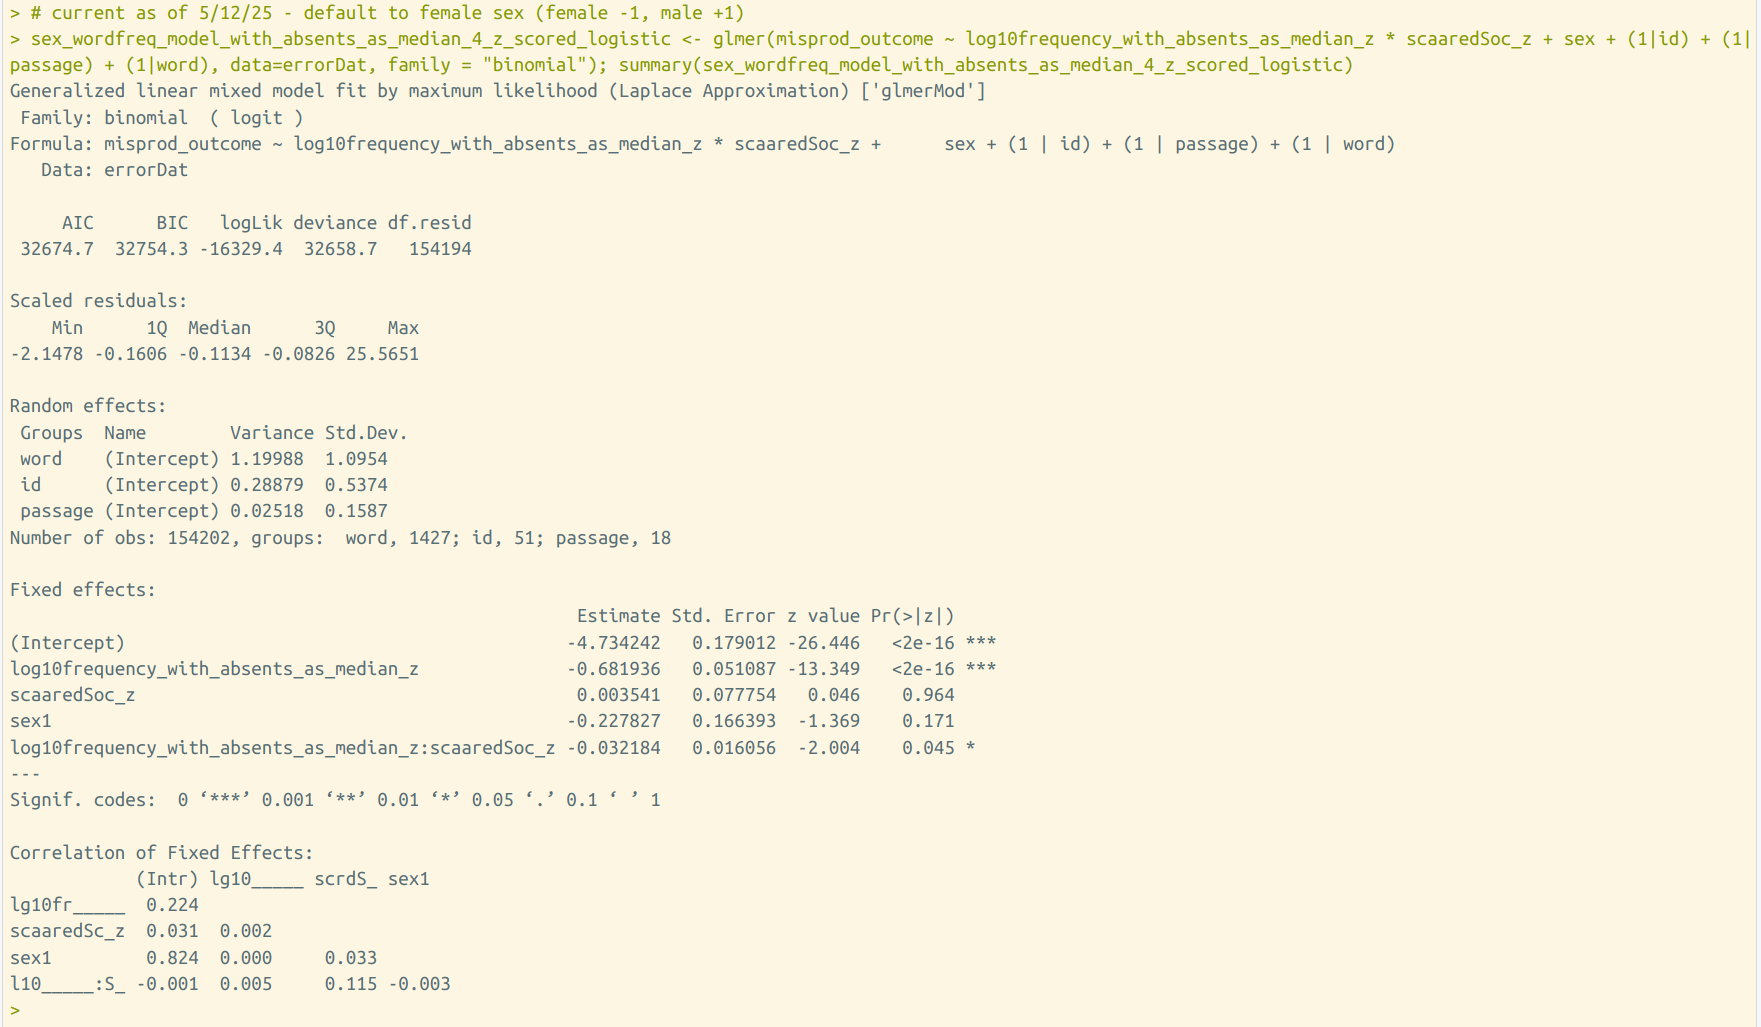 > # current as of 5/12/25 - default to female sex (female -1, male +1)
> sex_wordfreq_model_with_absents_as_median_4_z_scored_logistic <- glmer(misprod_outcome ~ log10frequency_with_absents_as_median_z * scaaredSoc_z + sex + (1|id) + (1|
passage) + (1|word), data=errorDat, family = "binomial"); summary(sex_wordfreq_model_with_absents_as_median_4_z_scored_logistic)
Generalized linear mixed model fit by maximum likelihood (Laplace Approximation) ['glmerMod']
 Family: binomial  ( logit )
Formula: misprod_outcome ~ log10frequency_with_absents_as_median_z * scaaredSoc_z +      sex + (1 | id) + (1 | passage) + (1 | word)
   Data: errorDat

     AIC      BIC   logLik deviance df.resid
 32674.7  32754.3 -16329.4  32658.7   154194

Scaled residuals:
    Min      1Q  Median      3Q     Max
-2.1478 -0.1606 -0.1134 -0.0826 25.5651

Random effects:
 Groups  Name        Variance Std.Dev.
 word    (Intercept) 1.19988  1.0954
 id      (Intercept) 0.28879  0.5374
 passage (Intercept) 0.02518  0.1587
Number of obs: 154202, groups:  word, 1427; id, 51; passage, 18

Fixed effects:
                                                      Estimate Std. Error z value Pr(>|z|)
(Intercept)                                          -4.734242   0.179012 -26.446   <2e-16 ***
log10frequency_with_absents_as_median_z              -0.681936   0.051087 -13.349   <2e-16 ***
scaaredSoc_z                                          0.003541   0.077754   0.046    0.964
sex1                                                 -0.227827   0.166393  -1.369    0.171
log10frequency_with_absents_as_median_z:scaaredSoc_z -0.032184   0.016056  -2.004    0.045 *
---
Signif. codes:  0 ‘***’ 0.001 ‘**’ 0.01 ‘*’ 0.05 ‘.’ 0.1 ‘ ’ 1

Correlation of Fixed Effects:
            (Intr) lg10_____ scrdS_ sex1
lg10fr_____  0.224
scaaredSc_z  0.031  0.002
sex1         0.824  0.000     0.033
l10_____:S_ -0.001  0.005     0.115 -0.003
>